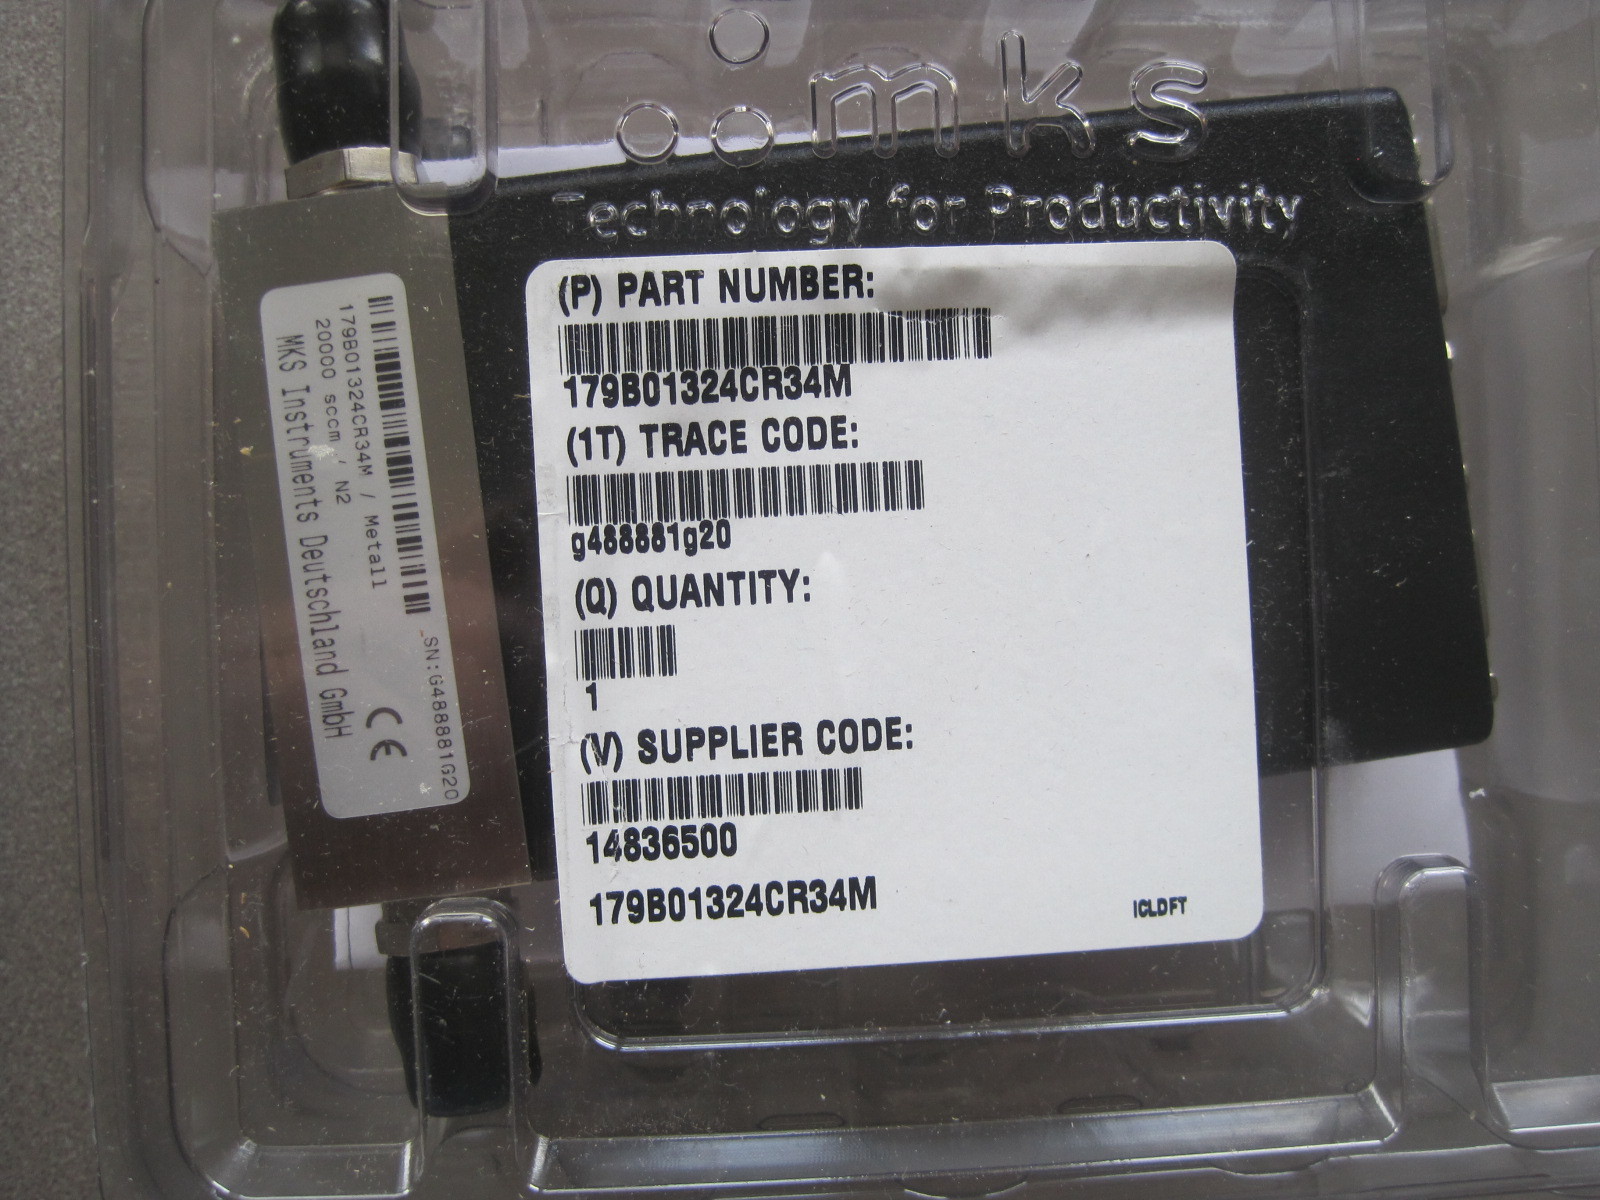 mks
Technology for Productivity
(P) PART NUMBER:
179B01324CR34M
(1T) TRACE CODE:
g488881g20
(Q) QUANTITY:
1
(V) SUPPLIER CODE:
14836500
179B01324CR34M
ICLDFT
SN:G488881G20
179B01324CR34M / Metall
20000 sccm / N2
MKS Instruments Deutschland GmbH
CE